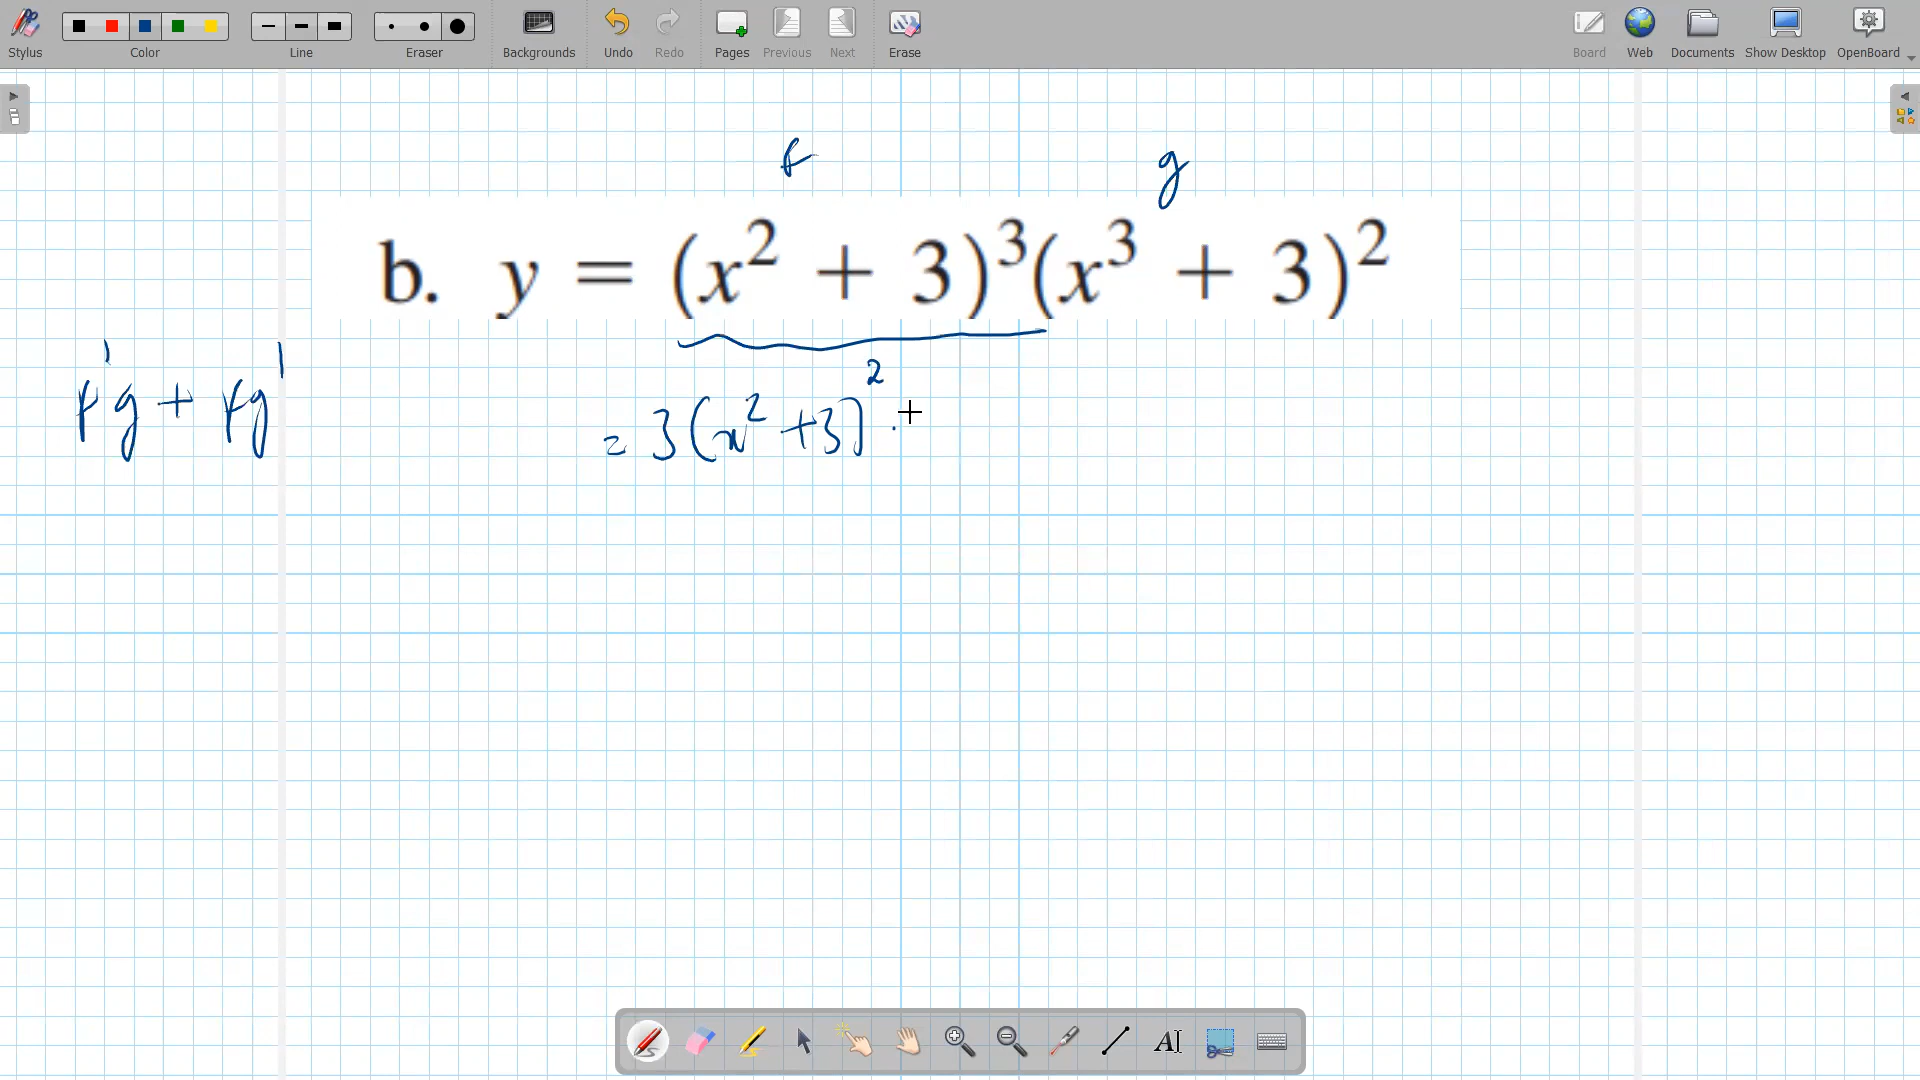 Stylus Color Line Eraser Backgrounds Undo Redo Pages Previous Next Erase Board Web Documents Show Desktop OpenBoard
f g
b. y = (x² + 3)³(x³ + 3)²
f'g + fg'
= 3(x² + 3)² ·